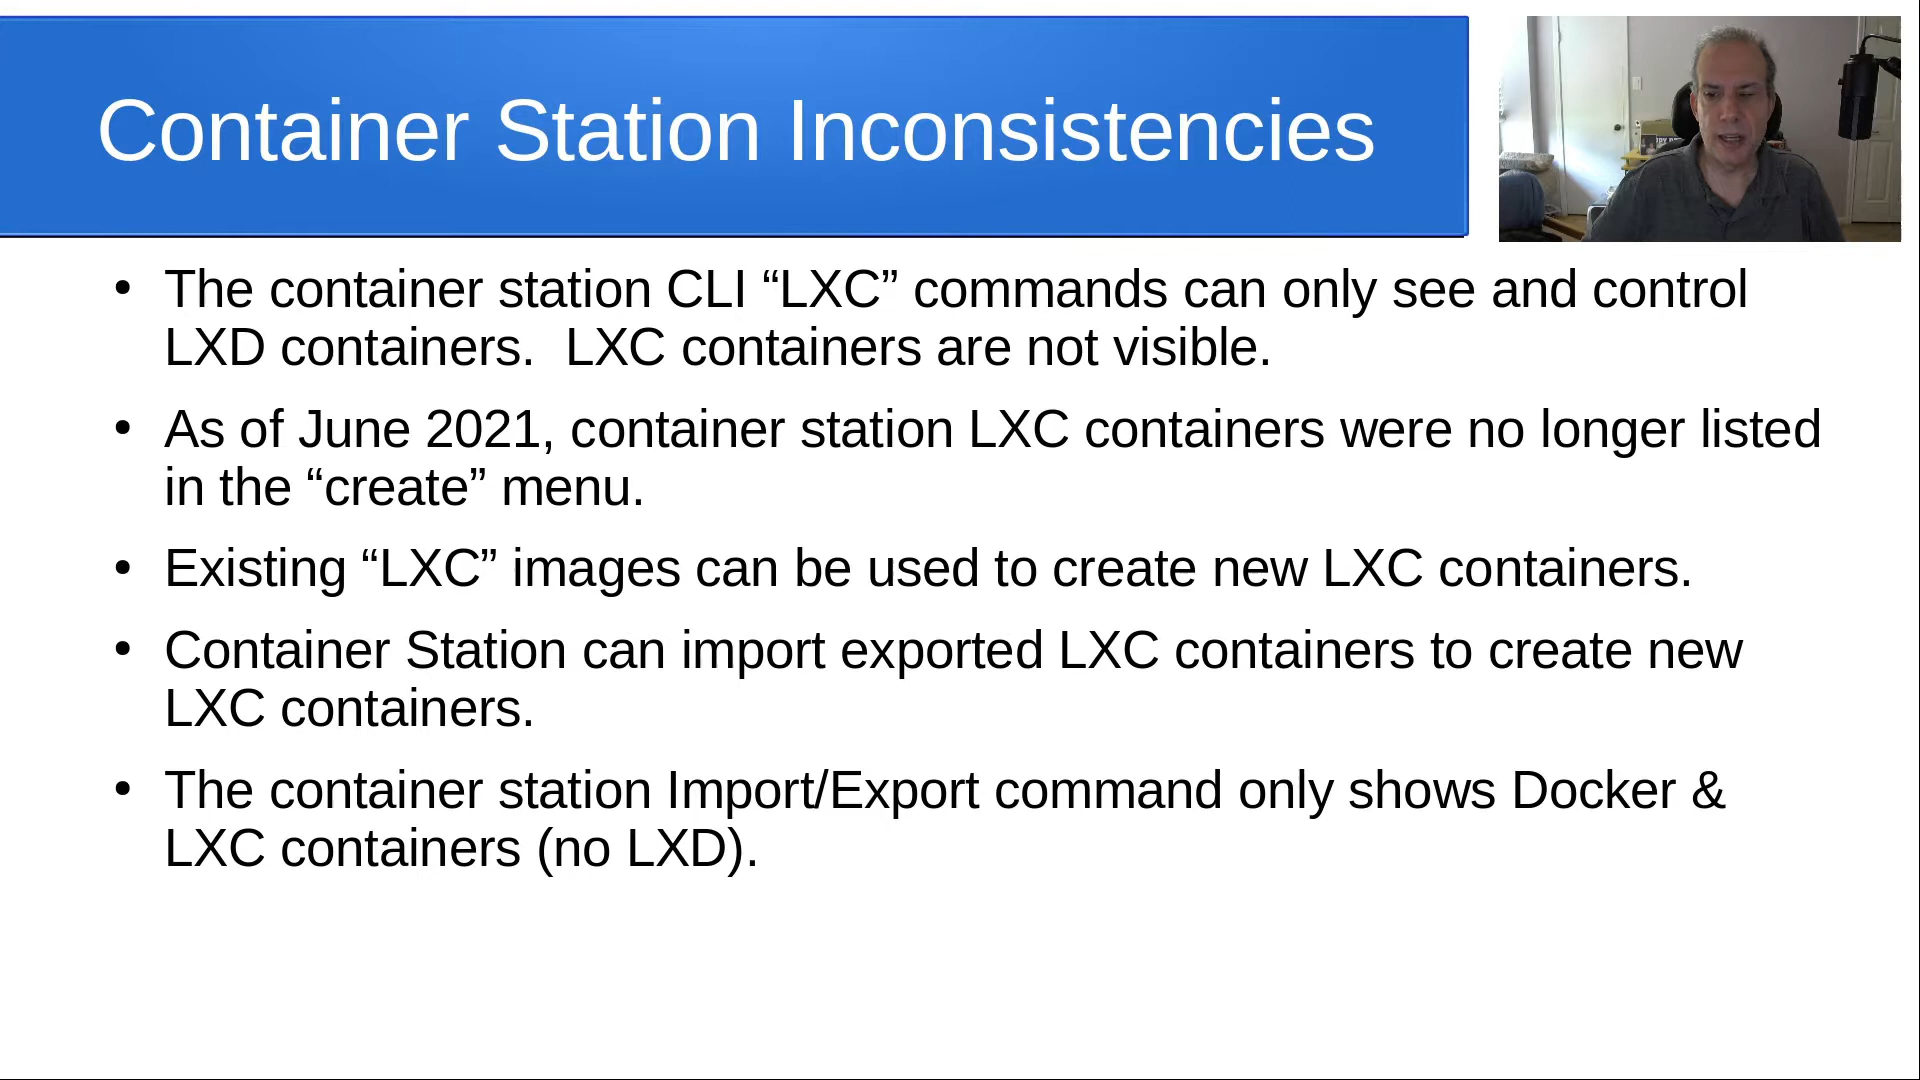 Container Station Inconsistencies
• The container station CLI “LXC” commands can only see and control
LXD containers.  LXC containers are not visible.
• As of June 2021, container station LXC containers were no longer listed
in the “create” menu.
• Existing “LXC” images can be used to create new LXC containers.
• Container Station can import exported LXC containers to create new
LXC containers.
• The container station Import/Export command only shows Docker &
LXC containers (no LXD).